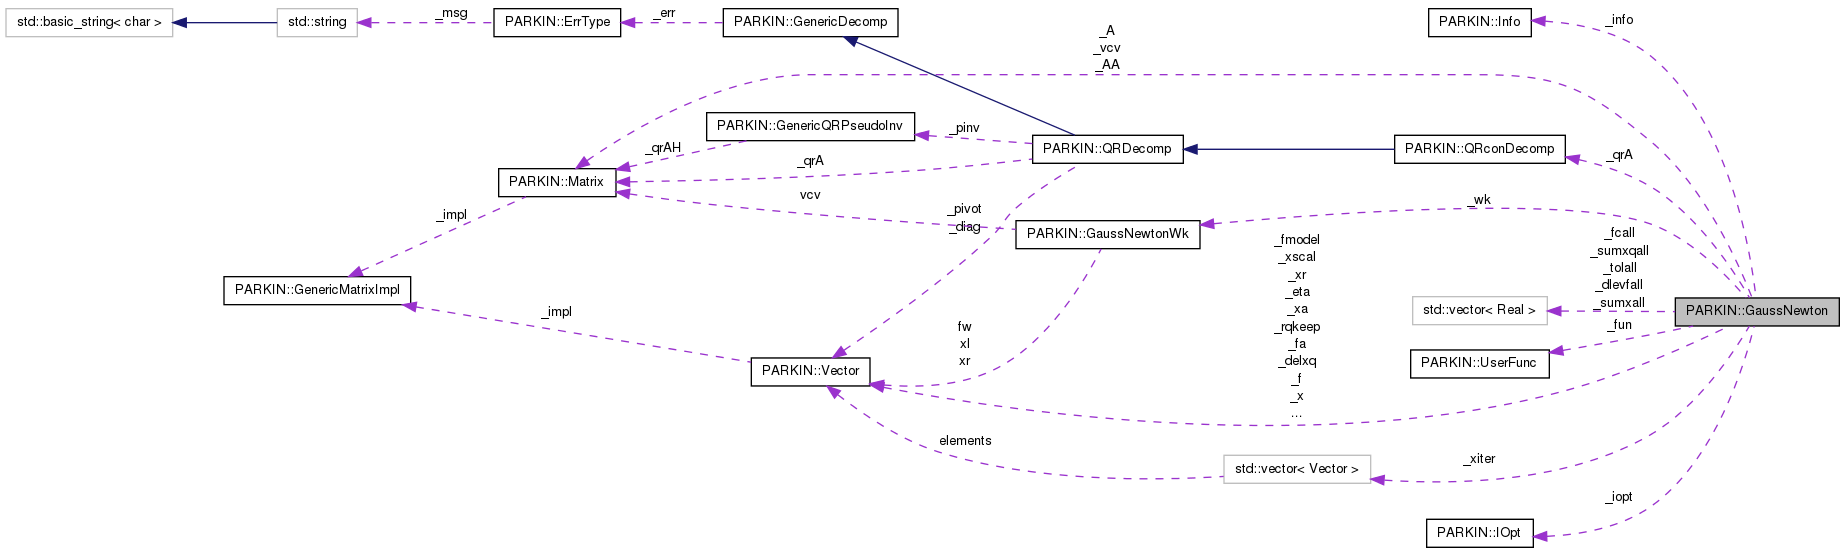 std::basic_string< char >
std::string
_msg
PARKIN::ErrType
_err
PARKIN::GenericDecomp
PARKIN::Info
_info
_A
_vcv
_AA
PARKIN::GenericQRPseudoInv
_pinv
PARKIN::QRDecomp
PARKIN::QRconDecomp
_qrA
_qrAH
_qrA
PARKIN::Matrix
vcv
_impl
_pivot
_diag
PARKIN::GaussNewtonWk
_wk
_fmodel
_xscal
_xr
_eta
_xa
_rqkeep
_fa
_delxq
_f
_x
...
_fcall
_sumxqall
_tolall
_dlevfall
_sumxall
PARKIN::GenericMatrixImpl
_impl
std::vector< Real >
PARKIN::GaussNewton
_fun
fw
xl
xr
PARKIN::UserFunc
PARKIN::Vector
elements
std::vector< Vector >
_xiter
_iopt
PARKIN::IOpt